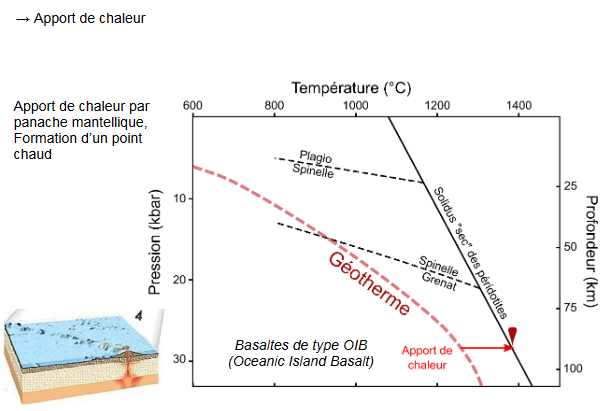 → Apport de chaleur
Apport de chaleur par
panache mantellique,
Formation d'un point
chaud
Température (°C)
600 800 1000 1200 1400
Pression (kbar)
10
20
30
Profondeur (km)
25
50
75
100
Plagio
Spinelle
Spinelle
Grenat
Solidus "sec" des péridotites
Géotherme
Apport de
chaleur
Basaltes de type OIB
(Oceanic Island Basalt)
4